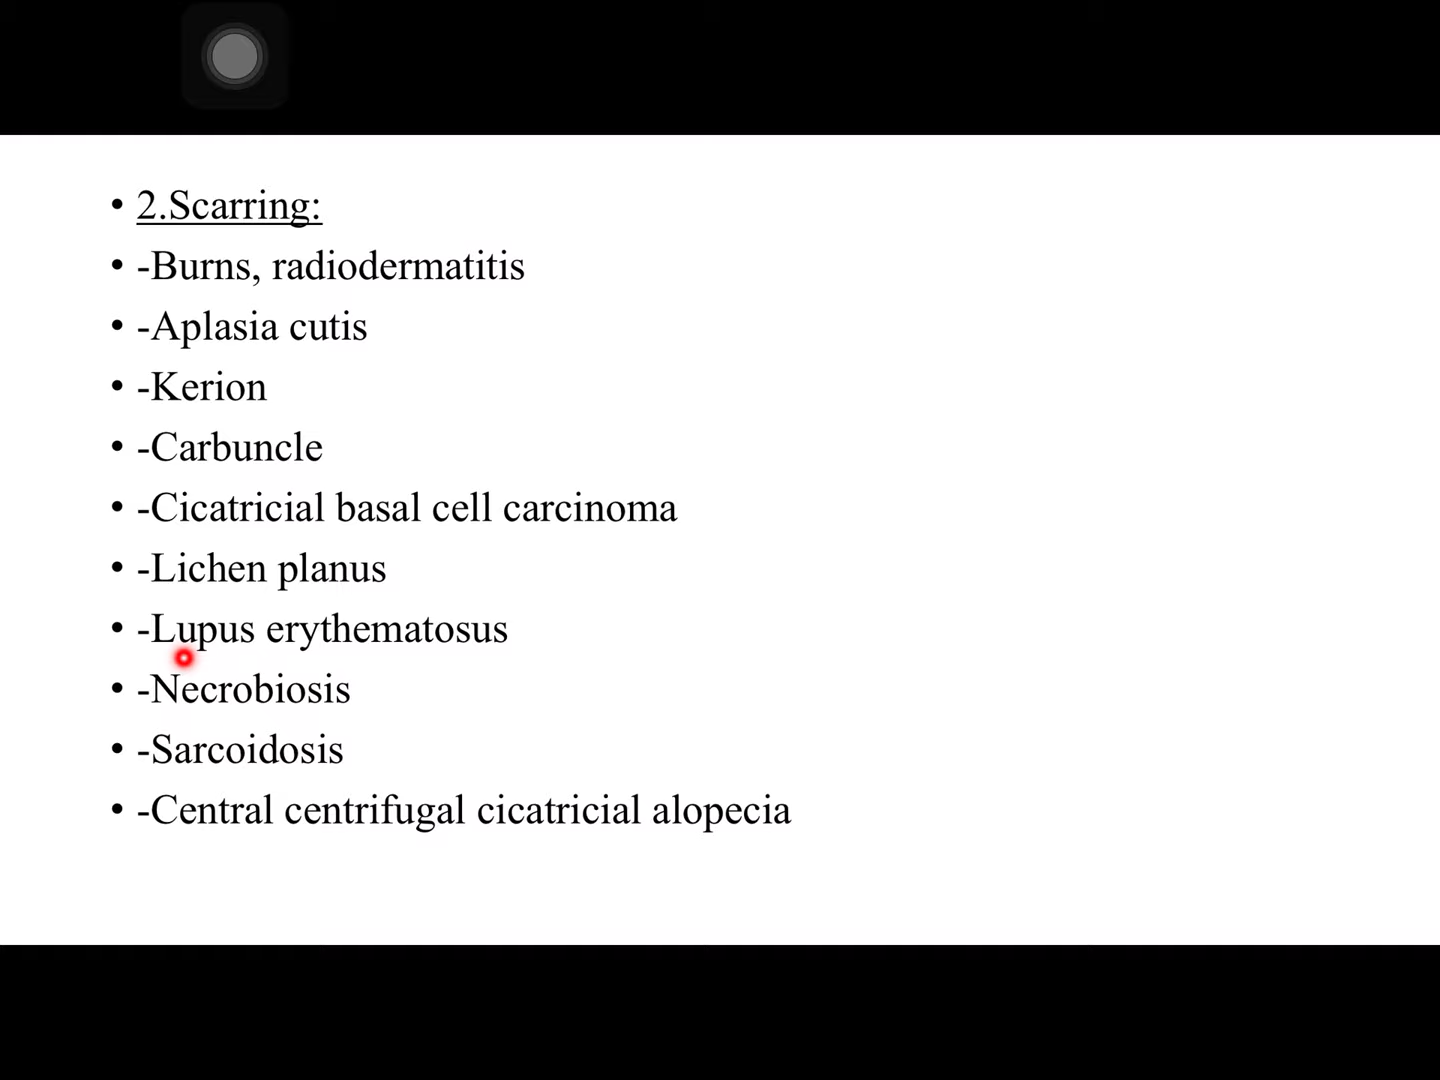 • 2.Scarring:
• -Burns, radiodermatitis
• -Aplasia cutis
• -Kerion
• -Carbuncle
• -Cicatricial basal cell carcinoma
• -Lichen planus
• -Lupus erythematosus
• -Necrobiosis
• -Sarcoidosis
• -Central centrifugal cicatricial alopecia